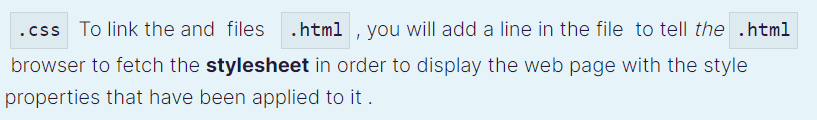 .css To link the and files .html , you will add a line in the file to tell the .html
browser to fetch the stylesheet in order to display the web page with the style
properties that have been applied to it .